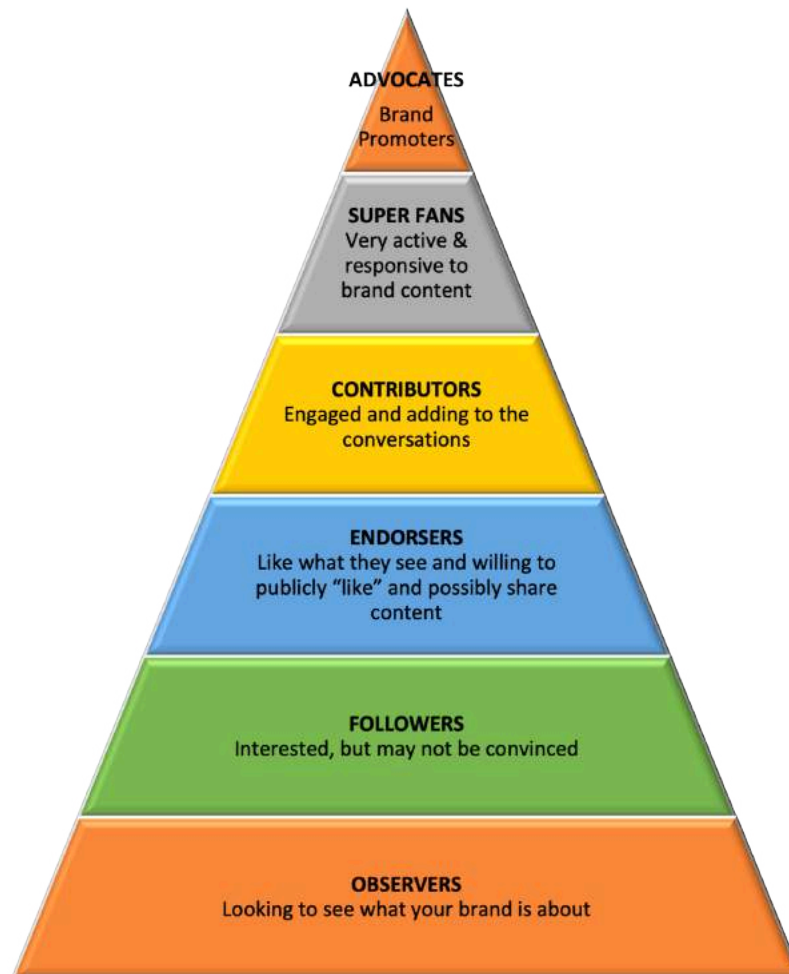 ADVOCATES
Brand
Promoters
SUPER FANS
Very active &
responsive to
brand content
CONTRIBUTORS
Engaged and adding to the
conversations
ENDORSERS
Like what they see and willing to
publicly “like” and possibly share
content
FOLLOWERS
Interested, but may not be convinced
OBSERVERS
Looking to see what your brand is about